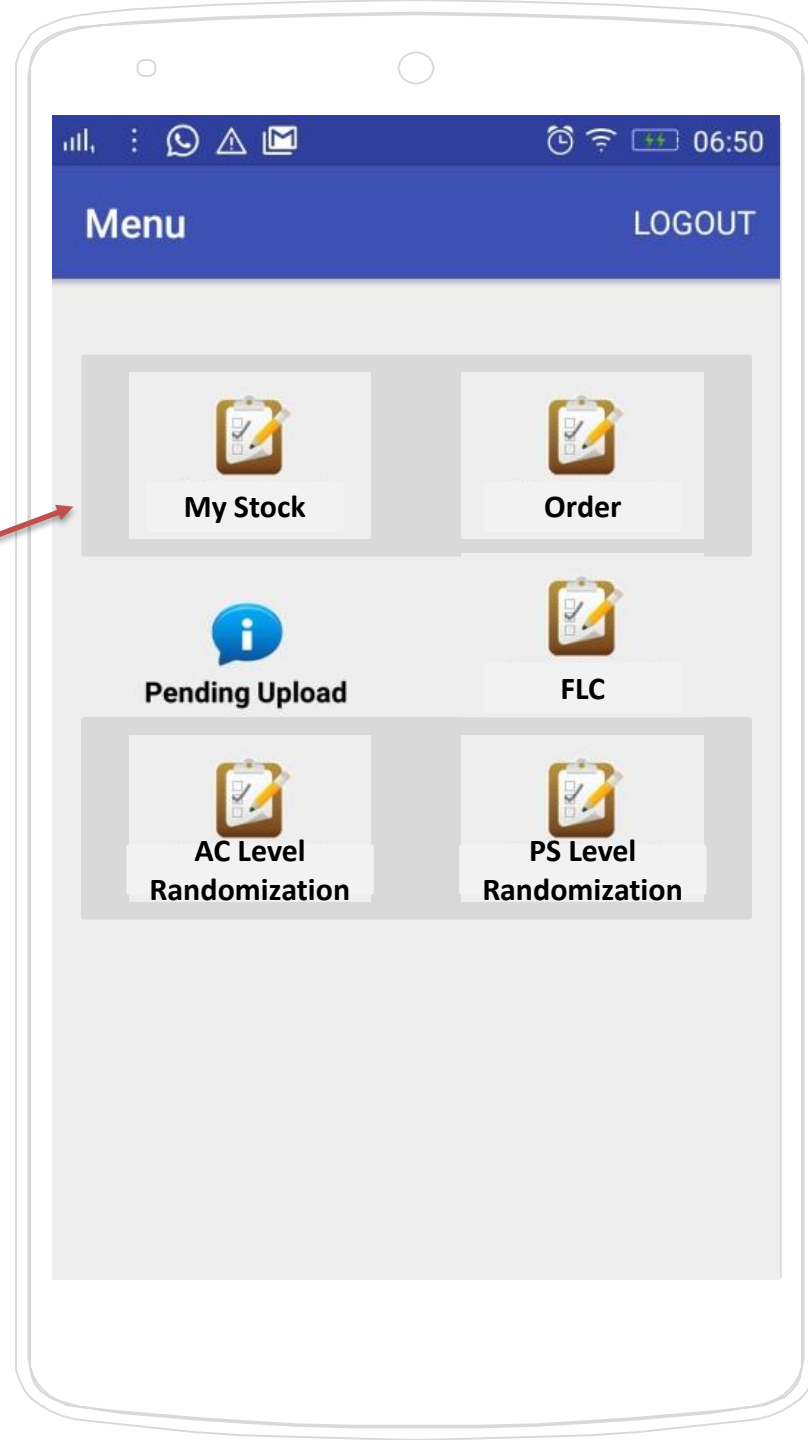 06:50
Menu LOGOUT
My Stock Order
Pending Upload FLC
AC Level
Randomization
PS Level
Randomization